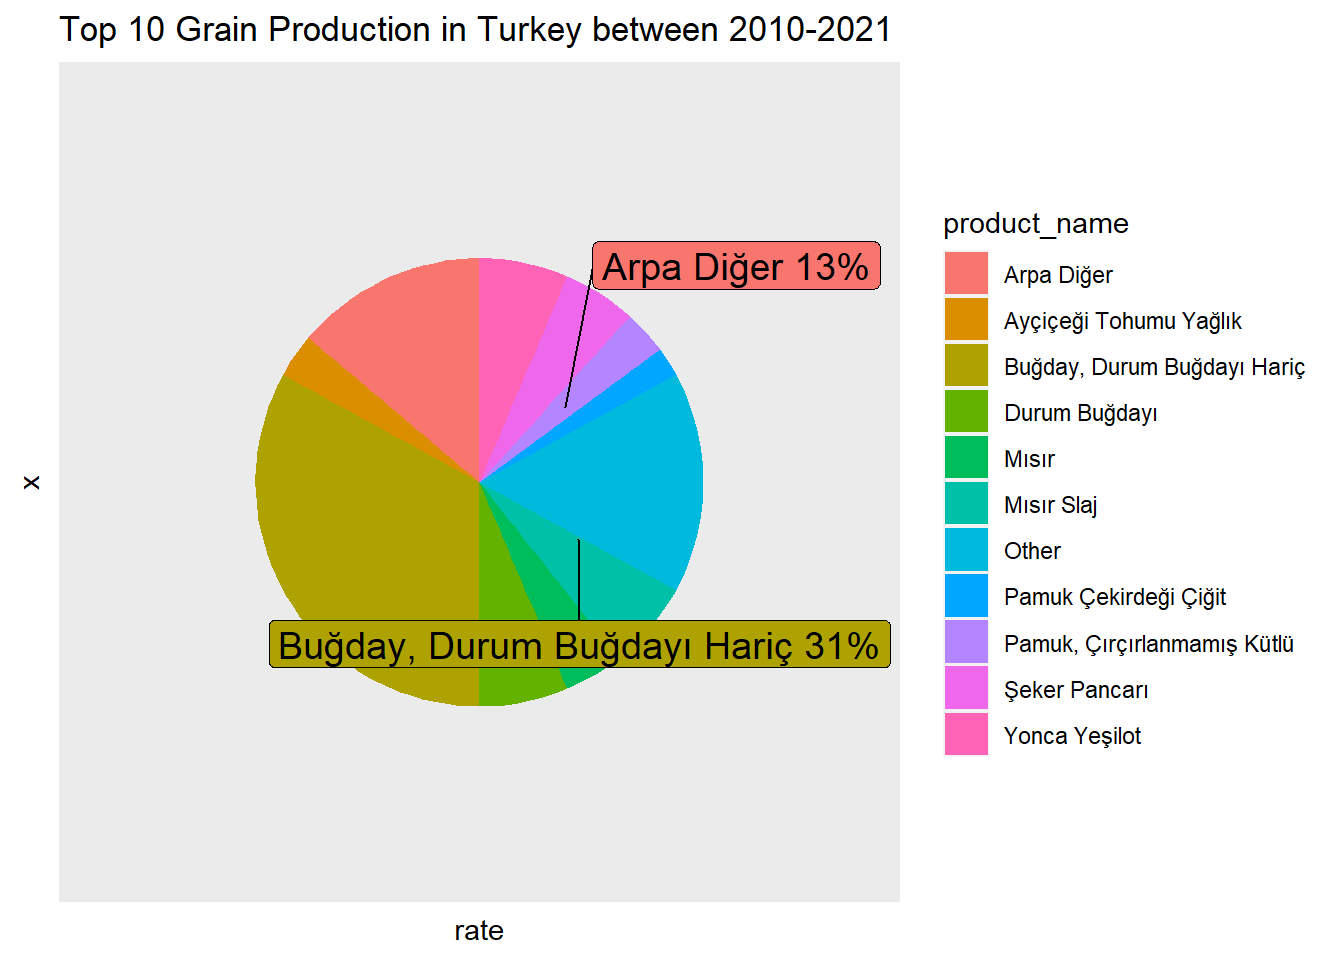 Top 10 Grain Production in Turkey between 2010-2021
Arpa Diğer 13%
Buğday, Durum Buğdayı Hariç 31%
x
rate
product_name
Arpa Diğer
Ayçiçeği Tohumu Yağlık
Buğday, Durum Buğdayı Hariç
Durum Buğdayı
Mısır
Mısır Slaj
Other
Pamuk Çekirdeği Çiğit
Pamuk, Çırçırlanmamış Kütlü
Şeker Pancarı
Yonca Yeşilot